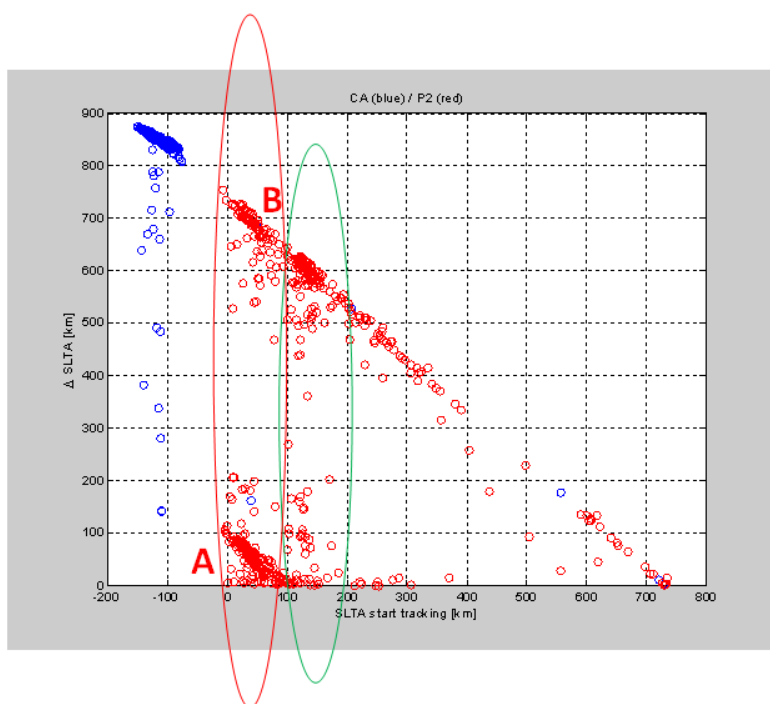 CA (blue) / P2 (red)
900
800
700
600
500
400
300
200
100
0
Δ SLTA [km]
B
A
-200 -100 0 100 200 300 400 500 600 700 800
SLTA start tracking [km]